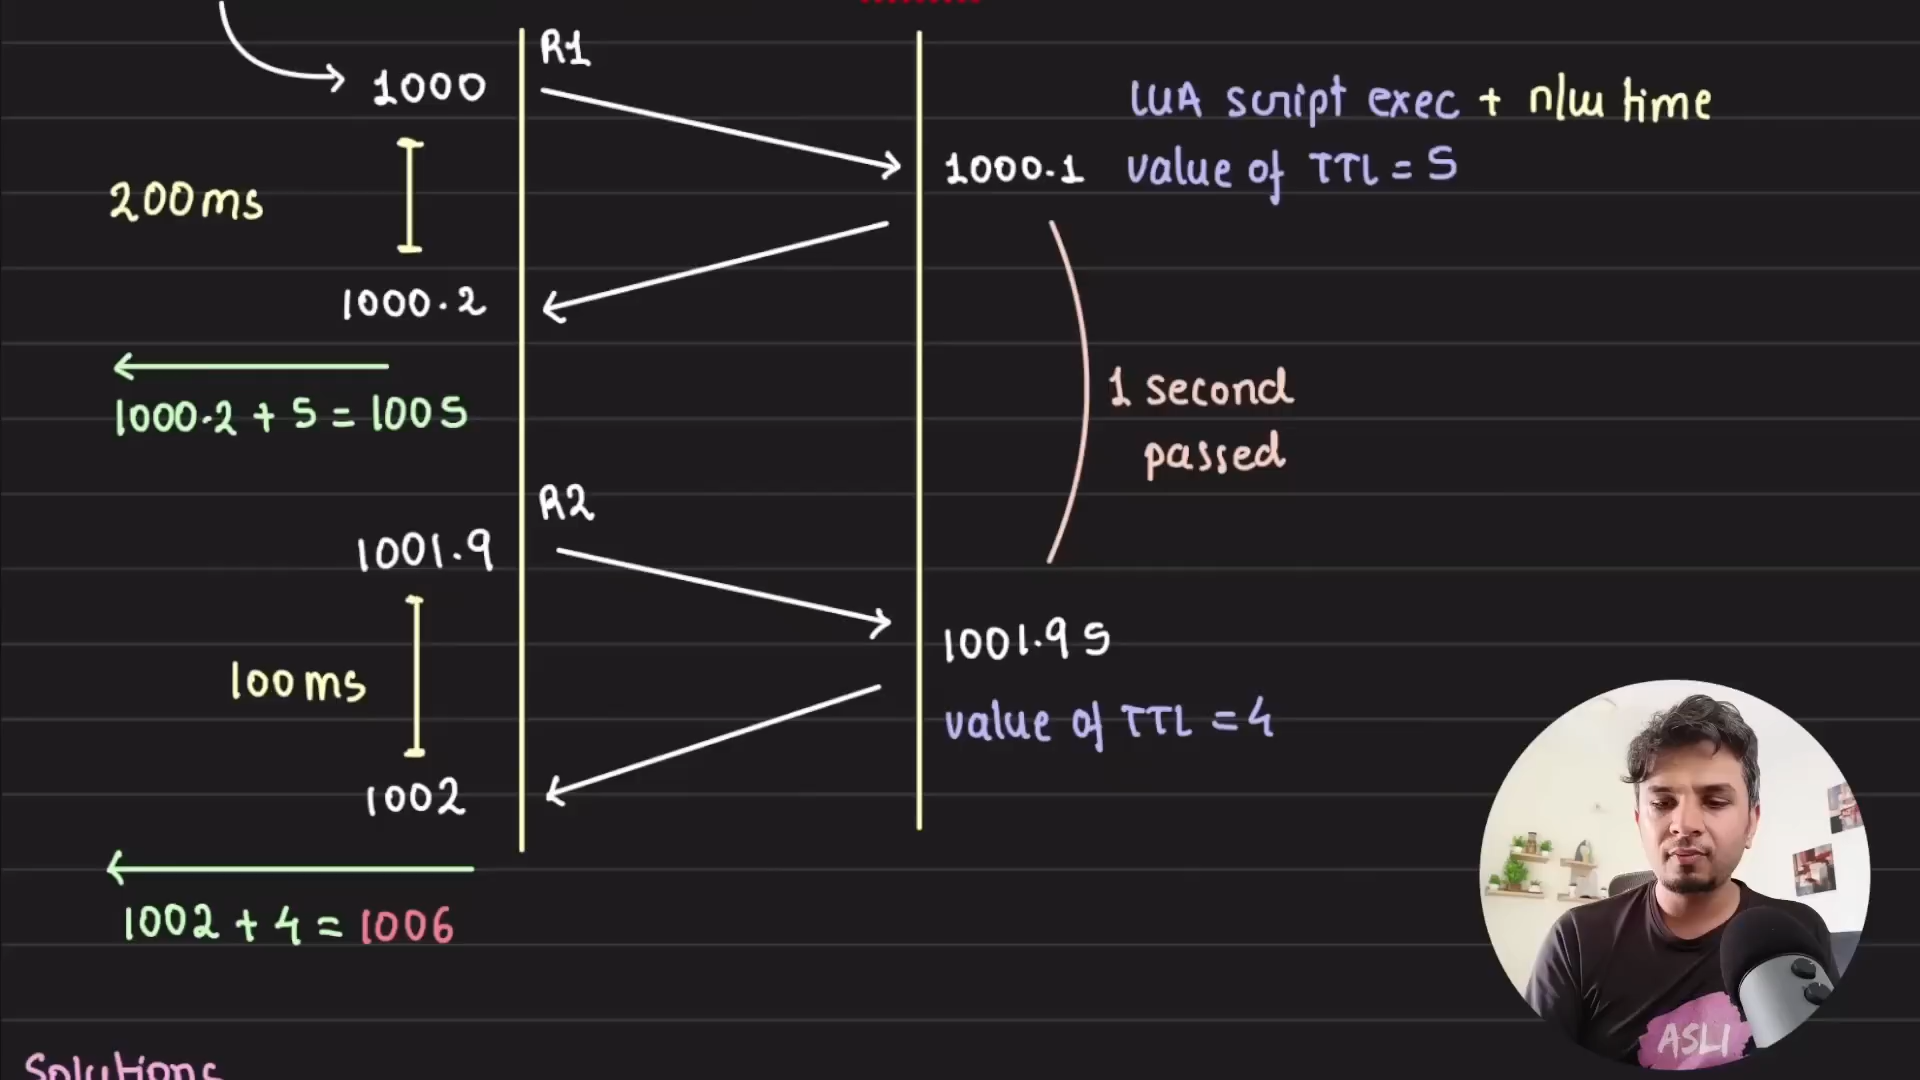 R1
1000
LUA script exec + n/w time
1000.1 value of TTL = 5
200ms
1000.2
1000.2 + 5 = 1005
1 second
passed
R2
1001.9
1001.95
100ms
value of TTL = 4
1002
1002 + 4 = 1006
Solutions
ASLI